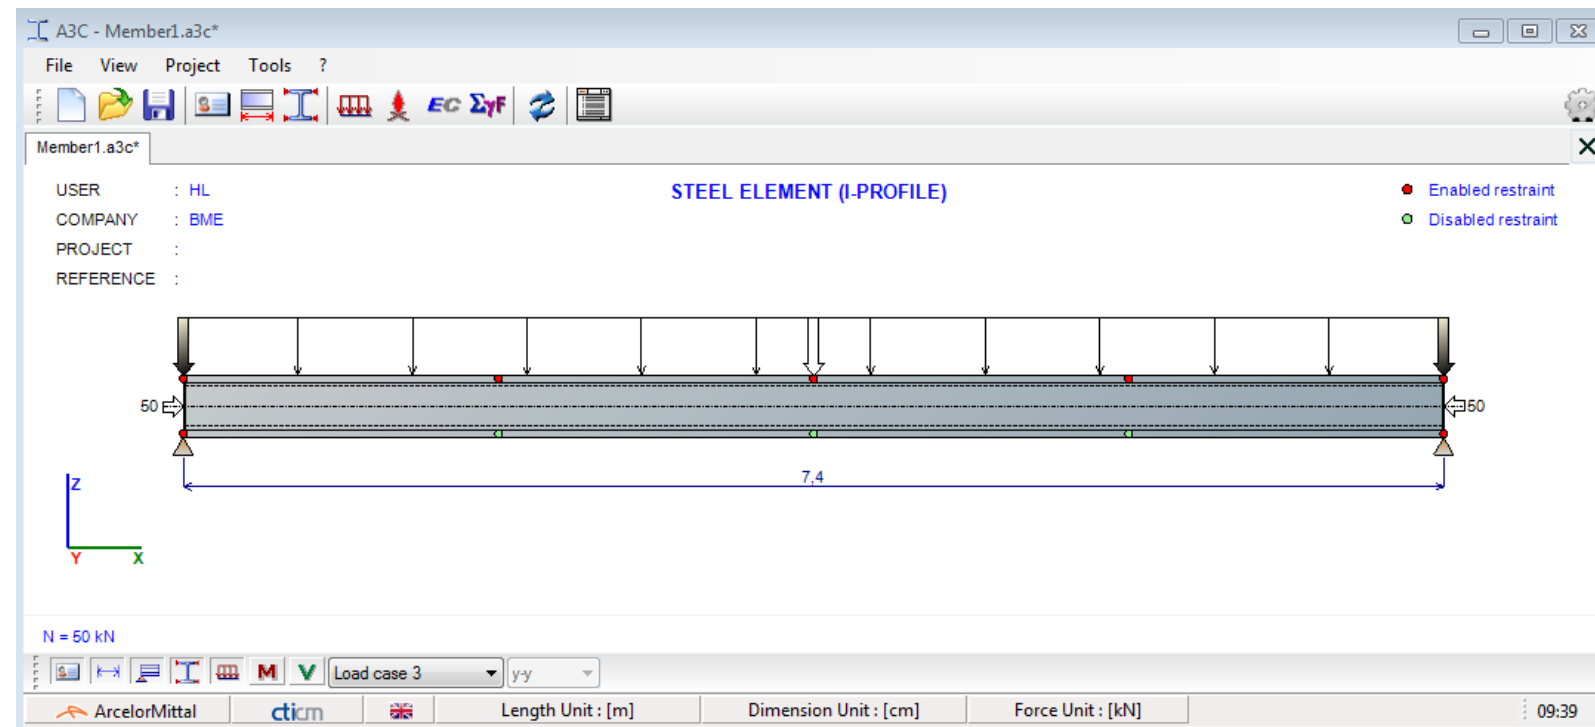 A3C - Member1.a3c*
File View Project Tools ?
EC ΣγF
Member1.a3c*
USER : HL
STEEL ELEMENT (I-PROFILE)
Enabled restraint
COMPANY : BME
Disabled restraint
PROJECT :
REFERENCE :
50
50
7,4
Z
Y X
N = 50 kN
M V Load case 3 y-y
ArcelorMittal cticm Length Unit : [m] Dimension Unit : [cm] Force Unit : [kN] 09:39